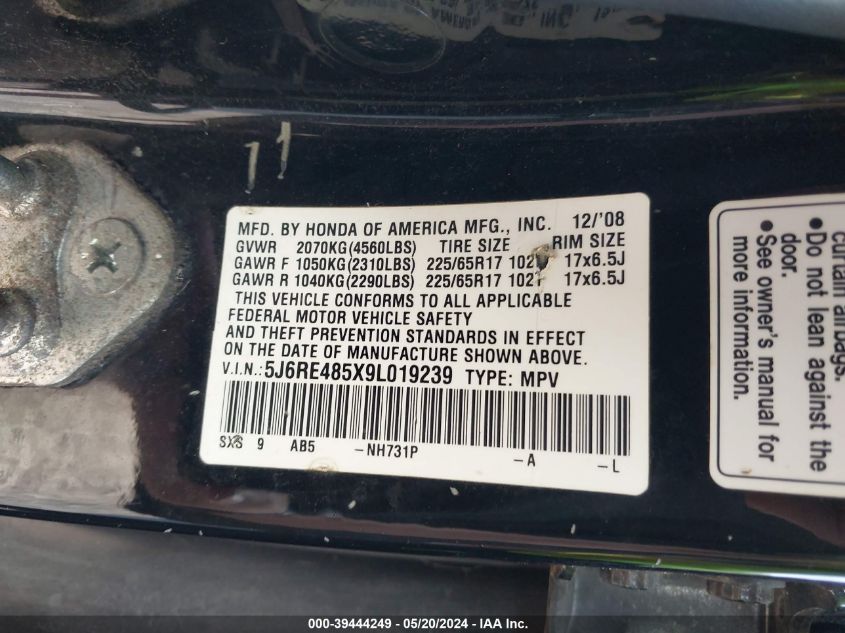 11
MFD. BY HONDA OF AMERICA MFG., INC. 12/'08
GVWR 2070KG(4560LBS) TIRE SIZE RIM SIZE
GAWR F 1050KG(2310LBS) 225/65R17 17x6.5J
GAWR R 1040KG(2290LBS) 225/65R17 17x6.5J
THIS VEHICLE CONFORMS TO ALL APPLICABLE
FEDERAL MOTOR VEHICLE SAFETY
AND THEFT PREVENTION STANDARDS IN EFFECT
ON THE DATE OF MANUFACTURE SHOWN ABOVE.
V.I.N.: 5J6RE485X9L019239 TYPE: MPV
SXS 9 AB5 -NH731P -A -L
curtain airbags.
• Do not lean against the
door.
• See owner's manual for
more information.
000-39444249 - 05/20/2024 - IAA Inc.